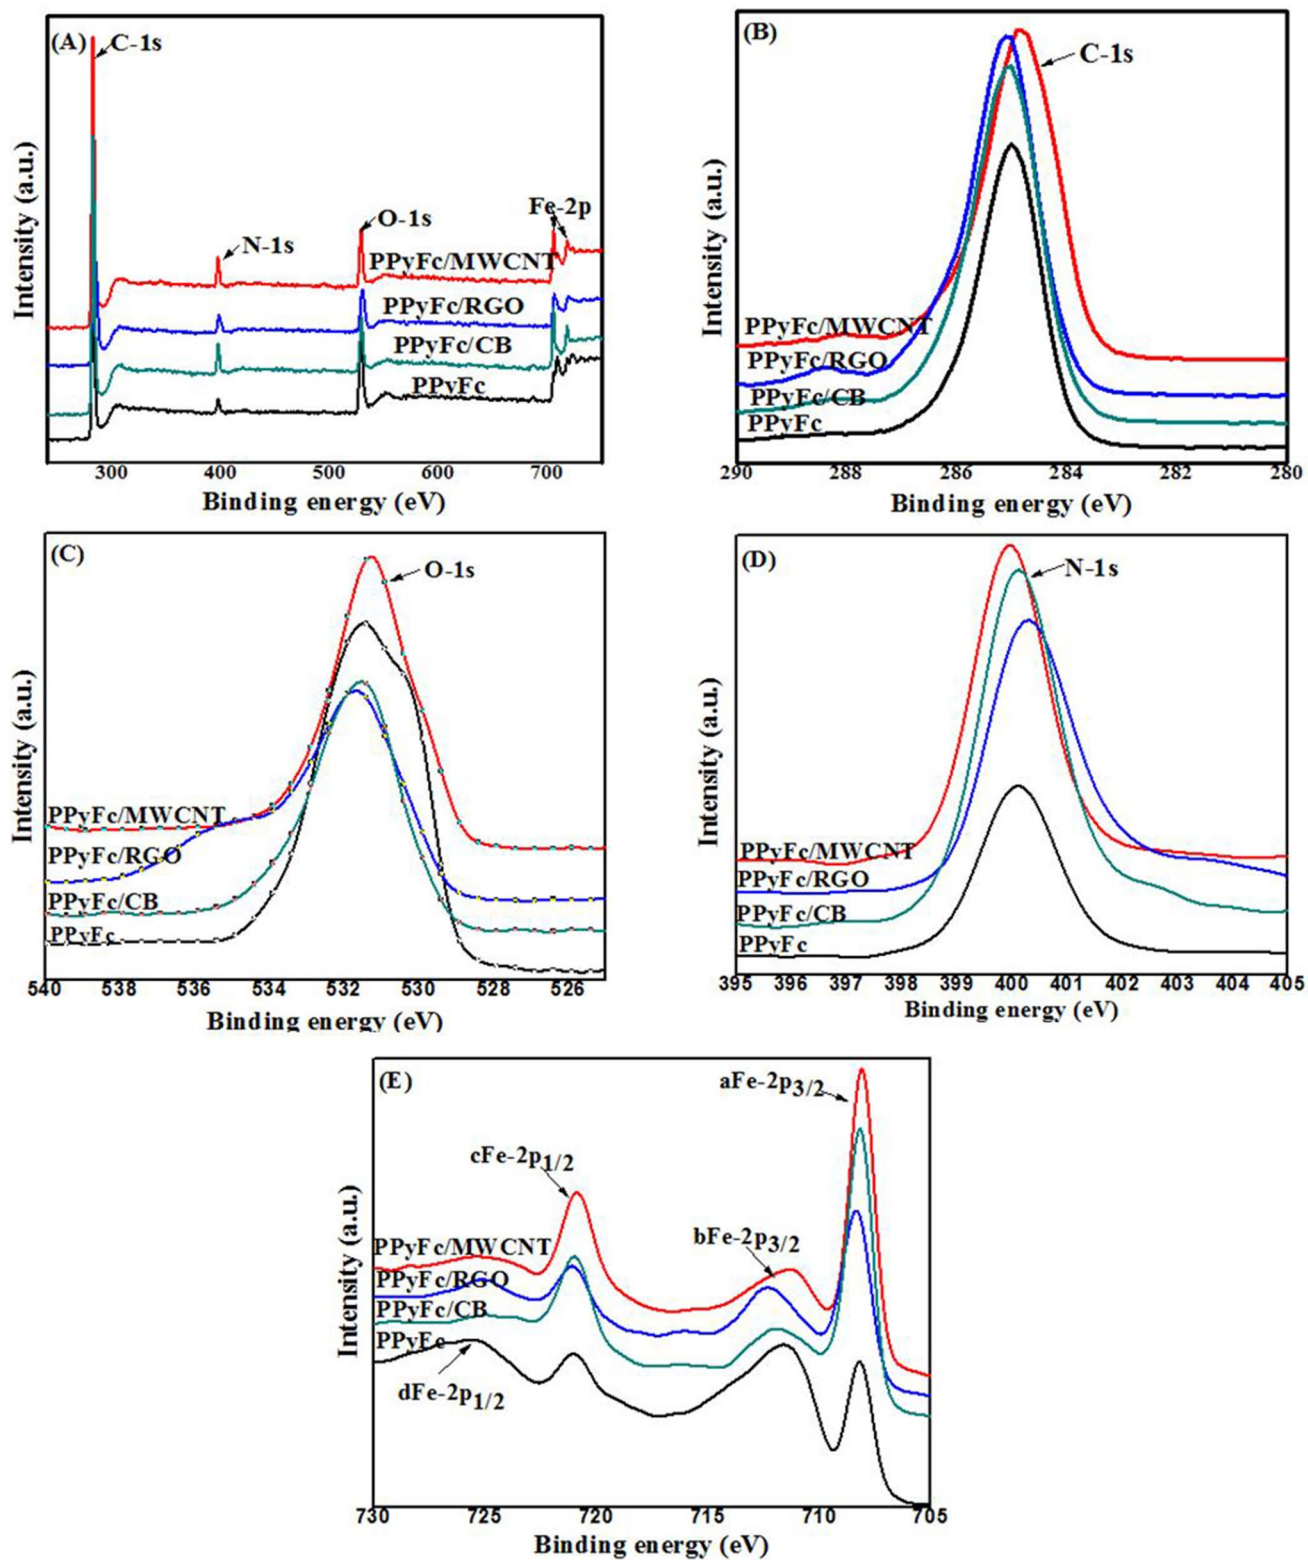 (A)
C-1s
N-1s
O-1s
Fe-2p
PPyFc/MWCNT
PPyFc/RGO
PPyFc/CB
PPyFc
Intensity (a.u.)
300 400 500 600 700
Binding energy (eV)
(B)
C-1s
PPyFc/MWCNT
PPyFc/RGO
PPyFc/CB
PPyFc
Intensity (a.u.)
290 288 286 284 282 280
Binding energy (eV)
(C)
O-1s
PPyFc/MWCNT
PPyFc/RGO
PPyFc/CB
PPyFc
Intensity (a.u.)
540 538 536 534 532 530 528 526
Binding energy (eV)
(D)
N-1s
PPyFc/MWCNT
PPyFc/RGO
PPyFc/CB
PPyFc
Intensity (a.u.)
395 396 397 398 399 400 401 402 403 404 405
Binding energy (eV)
(E)
aFe-2p3/2
cFe-2p1/2
bFe-2p3/2
PPyFc/MWCNT
PPyFc/RGO
PPyFc/CB
PPyFc
dFe-2p1/2
Intensity (a.u.)
730 725 720 715 710 705
Binding energy (eV)